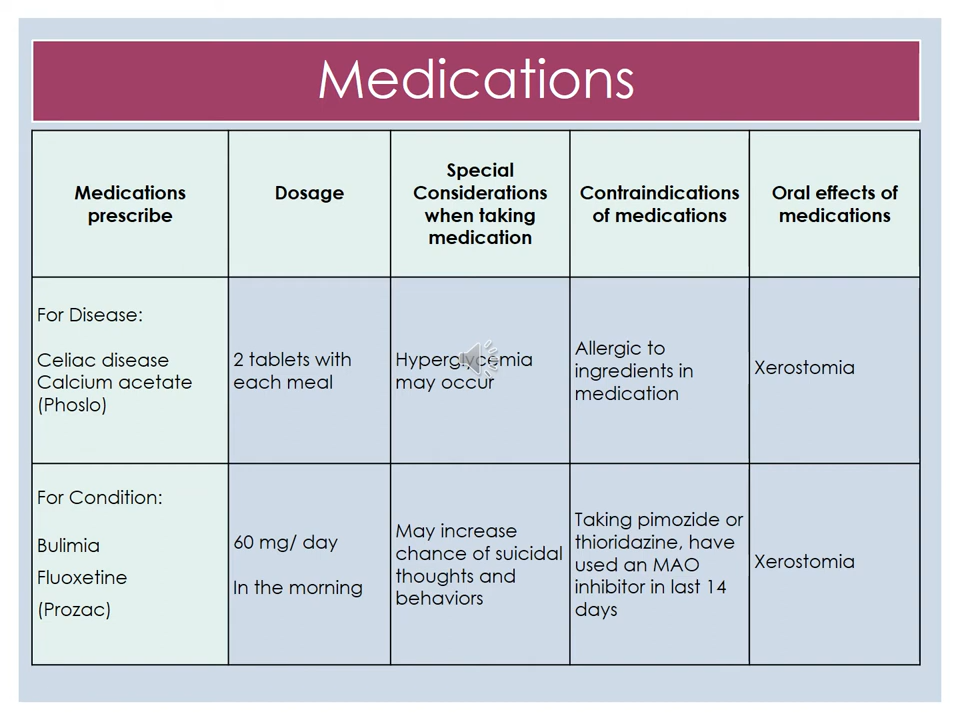 Medications
Medications
prescribe
Dosage
Special
Considerations
when taking
medication
Contraindications
of medications
Oral effects of
medications
For Disease:
Celiac disease
Calcium acetate
(Phoslo)
2 tablets with
each meal
Hyperglycemia
may occur
Allergic to
ingredients in
medication
Xerostomia
For Condition:
Bulimia
Fluoxetine
(Prozac)
60 mg/ day
In the morning
May increase
chance of suicidal
thoughts and
behaviors
Taking pimozide or
thioridazine, have
used an MAO
inhibitor in last 14
days
Xerostomia